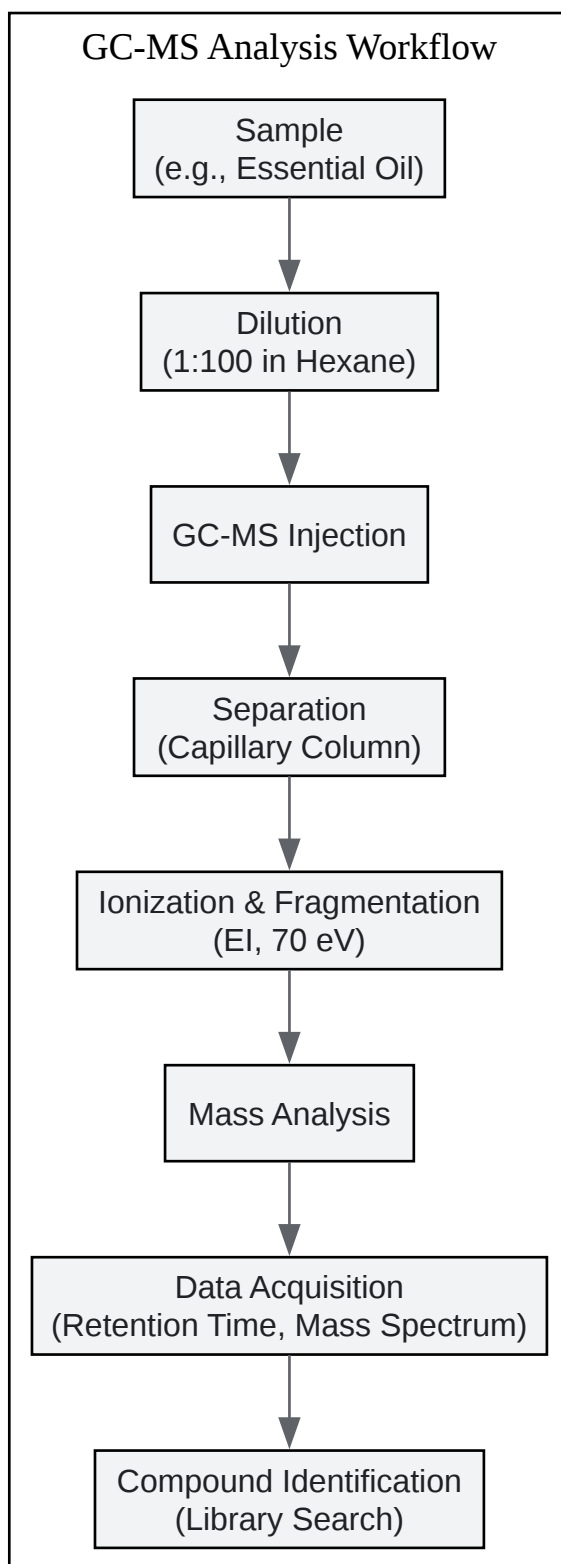 GC-MS Analysis Workflow
Sample
(e.g., Essential Oil)
Dilution
(1:100 in Hexane)
GC-MS Injection
Separation
(Capillary Column)
Ionization & Fragmentation
(EI, 70 eV)
Mass Analysis
Data Acquisition
(Retention Time, Mass Spectrum)
Compound Identification
(Library Search)